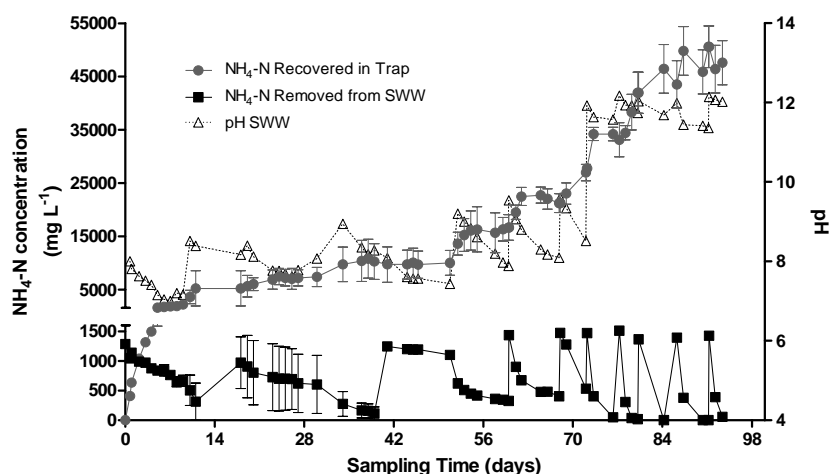 55000
45000
35000
25000
15000
5000
1500
1000
500
0
NH₄-N concentration
(mg L⁻¹)
NH₄-N Recovered in Trap
NH₄-N Removed from SWW
pH SWW
14
12
10
8
6
4
pH
0 14 28 42 56 70 84 98
Sampling Time (days)